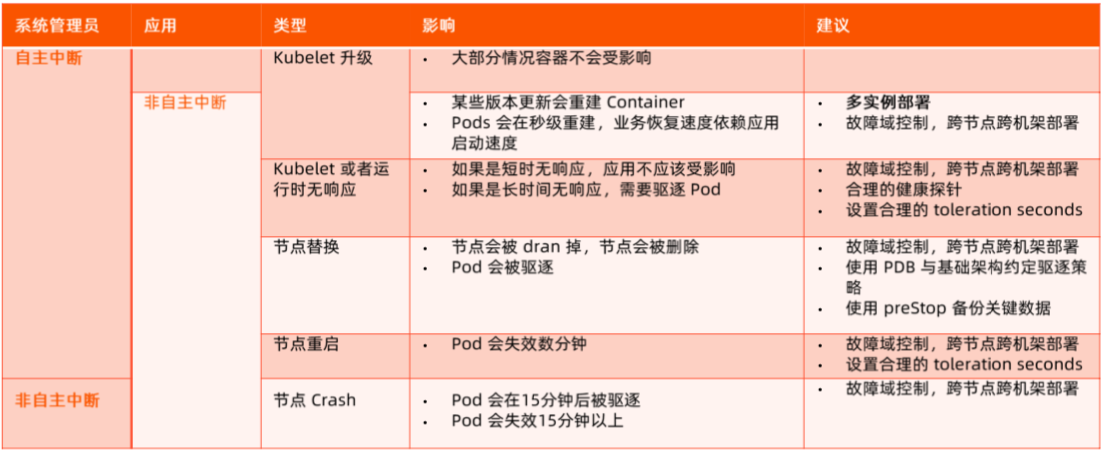 系统管理员 应用 类型 影响 建议
自主中断 Kubelet 升级 • 大部分情况容器不会受影响
非自主中断
• 某些版本更新会重建 Container
• Pods 会在秒级重建，业务恢复速度依赖应用
启动速度
• 多实例部署
• 故障域控制，跨节点跨机架部署
Kubelet 或者运
行时无响应
• 如果是短时无响应，应用不应该受影响
• 如果是长时间无响应，需要驱逐 Pod
• 故障域控制，跨节点跨机架部署
• 合理的健康探针
• 设置合理的 toleration seconds
节点替换
• 节点会被 dran 掉，节点会被删除
• Pod 会被驱逐
• 故障域控制，跨节点跨机架部署
• 使用 PDB 与基础架构约定驱逐策
略
• 使用 preStop 备份关键数据
节点重启
• Pod 会失效数分钟
• 故障域控制，跨节点跨机架部署
• 设置合理的 toleration seconds
非自主中断
节点 Crash
• Pod 会在15分钟后被驱逐
• Pod 会失效15分钟以上
• 故障域控制，跨节点跨机架部署